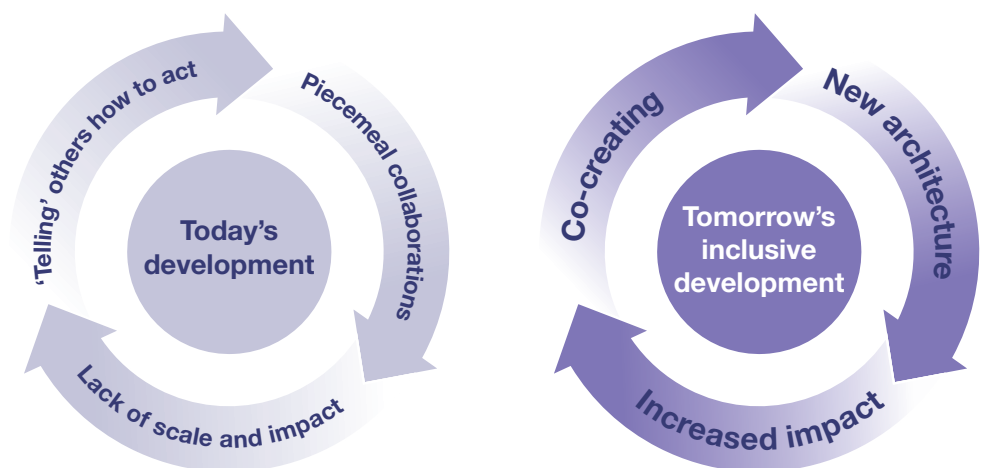 ‘Telling’ others how to act
Piecemeal collaborations
Lack of scale and impact
Today’s
development
Co-creating
New architecture
Increased impact
Tomorrow’s
inclusive
development